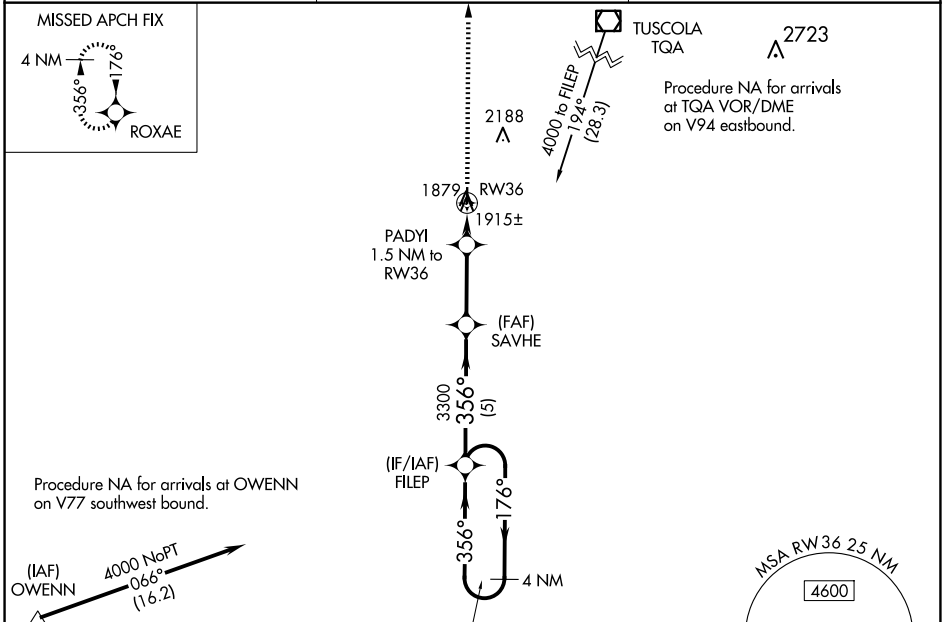 MISSED APCH FIX
4 NM
176°
356°
ROXAE
TUSCOLA
TQA
2723
4000 to FILEP
194°
(28.3)
Procedure NA for arrivals
at TQA VOR/DME
on V94 eastbound.
2188
1879
RW36
1915±
PADYI
1.5 NM to
RW36
(FAF)
SAVHE
3300
356°
(5)
(IF/IAF)
FILEP
176°
356°
4 NM
Procedure NA for arrivals at OWENN
on V77 southwest bound.
(IAF)
OWENN
4000 NoPT
066°
(16.2)
MSA RW36 25 NM
4600